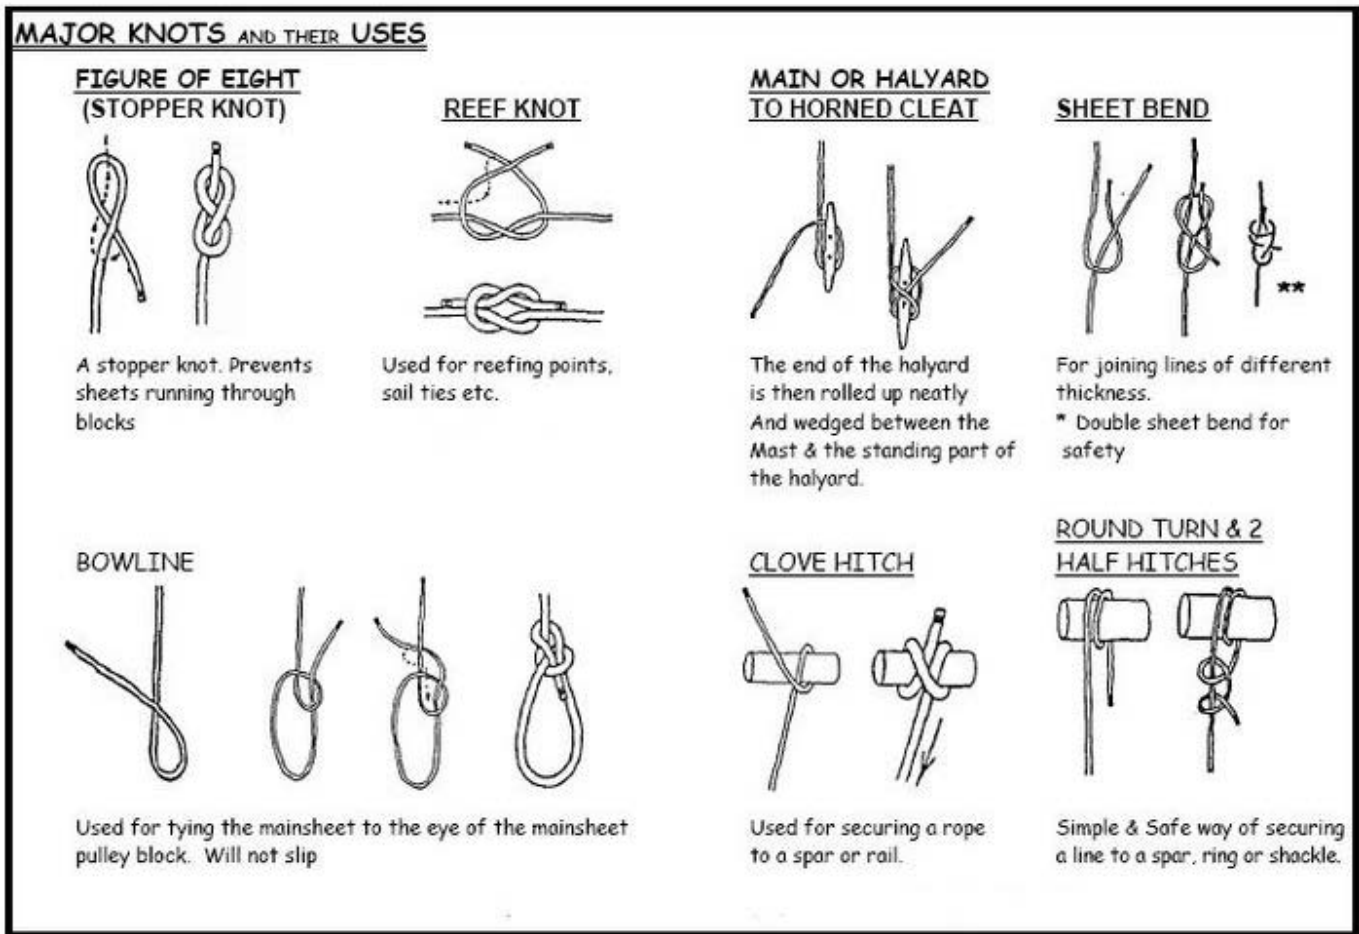 MAJOR KNOTS AND THEIR USES
FIGURE OF EIGHT
(STOPPER KNOT)
A stopper knot. Prevents
sheets running through
blocks
REEF KNOT
Used for reefing points,
sail ties etc.
MAIN OR HALYARD
TO HORNED CLEAT
The end of the halyard
is then rolled up neatly
And wedged between the
Mast & the standing part of
the halyard.
SHEET BEND
**
For joining lines of different
thickness.
* Double sheet bend for
safety
BOWLINE
Used for tying the mainsheet to the eye of the mainsheet
pulley block. Will not slip
CLOVE HITCH
Used for securing a rope
to a spar or rail.
ROUND TURN & 2
HALF HITCHES
Simple & Safe way of securing
a line to a spar, ring or shackle.